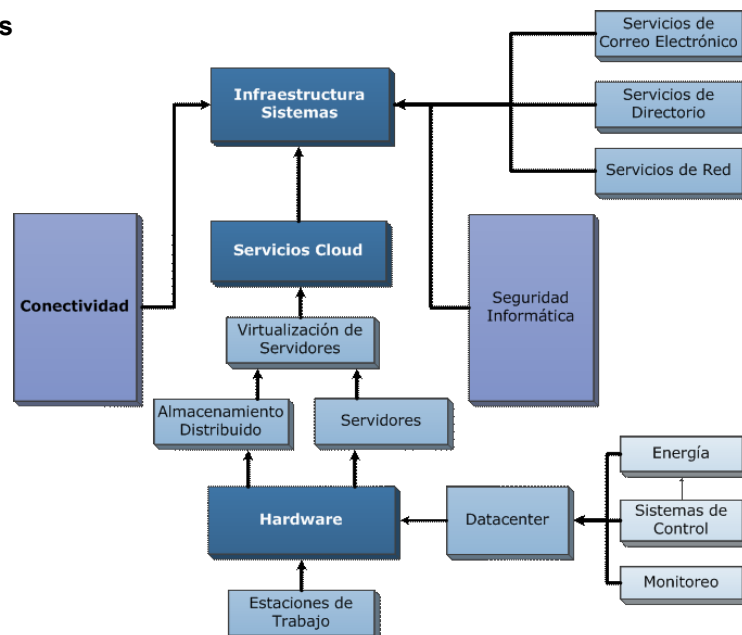 s
Servicios de
Correo Electrónico
Infraestructura
Sistemas
Servicios de
Directorio
Servicios de Red
Servicios Cloud
Conectividad
Seguridad
Informática
Virtualización de
Servidores
Almacenamiento
Distribuido
Servidores
Energía
Hardware
Datacenter
Sistemas de
Control
Monitoreo
Estaciones de
Trabajo